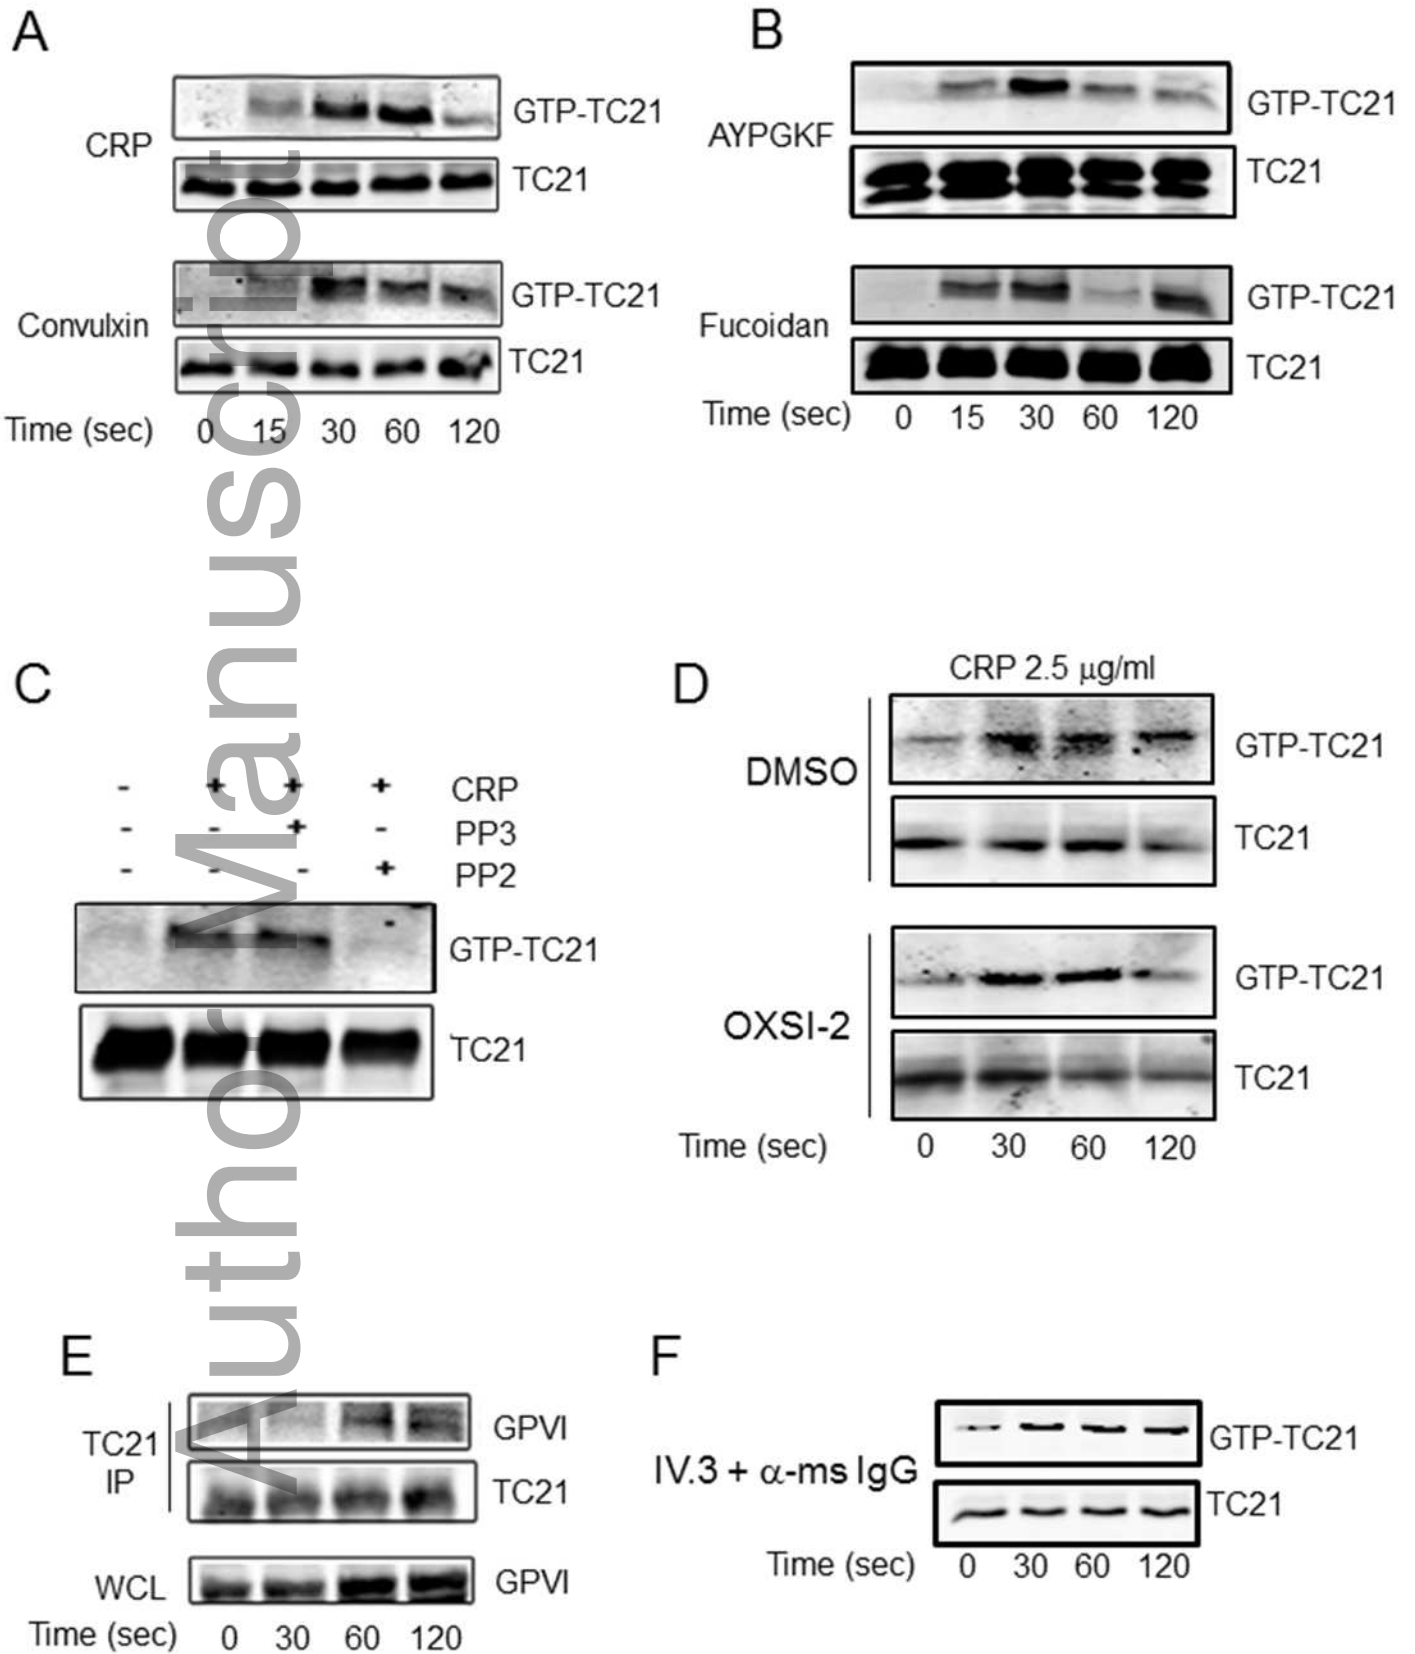 A
CRP
GTP-TC21
TC21
Convulxin
GTP-TC21
TC21
Time (sec) 0 15 30 60 120
B
AYPGKF
GTP-TC21
TC21
Fucoidan
GTP-TC21
TC21
Time (sec) 0 15 30 60 120
C
- + + + CRP
- - + - PP3
- - - + PP2
GTP-TC21
TC21
D
CRP 2.5 µg/ml
DMSO
GTP-TC21
TC21
OXSI-2
GTP-TC21
TC21
Time (sec) 0 30 60 120
E
TC21
IP
GPVI
TC21
WCL
GPVI
Time (sec) 0 30 60 120
F
IV.3 + α-ms IgG
GTP-TC21
TC21
Time (sec) 0 30 60 120
Author Manuscript